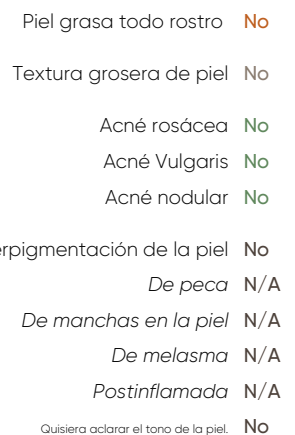 Piel grasa todo rostro No
Textura grosera de piel No
Acné rosácea No
Acné Vulgaris No
Acné nodular No
erpigmentación de la piel No
De peca N/A
De manchas en la piel N/A
De melasma N/A
Postinflamada N/A
Quisiera aclarar el tono de la piel. No